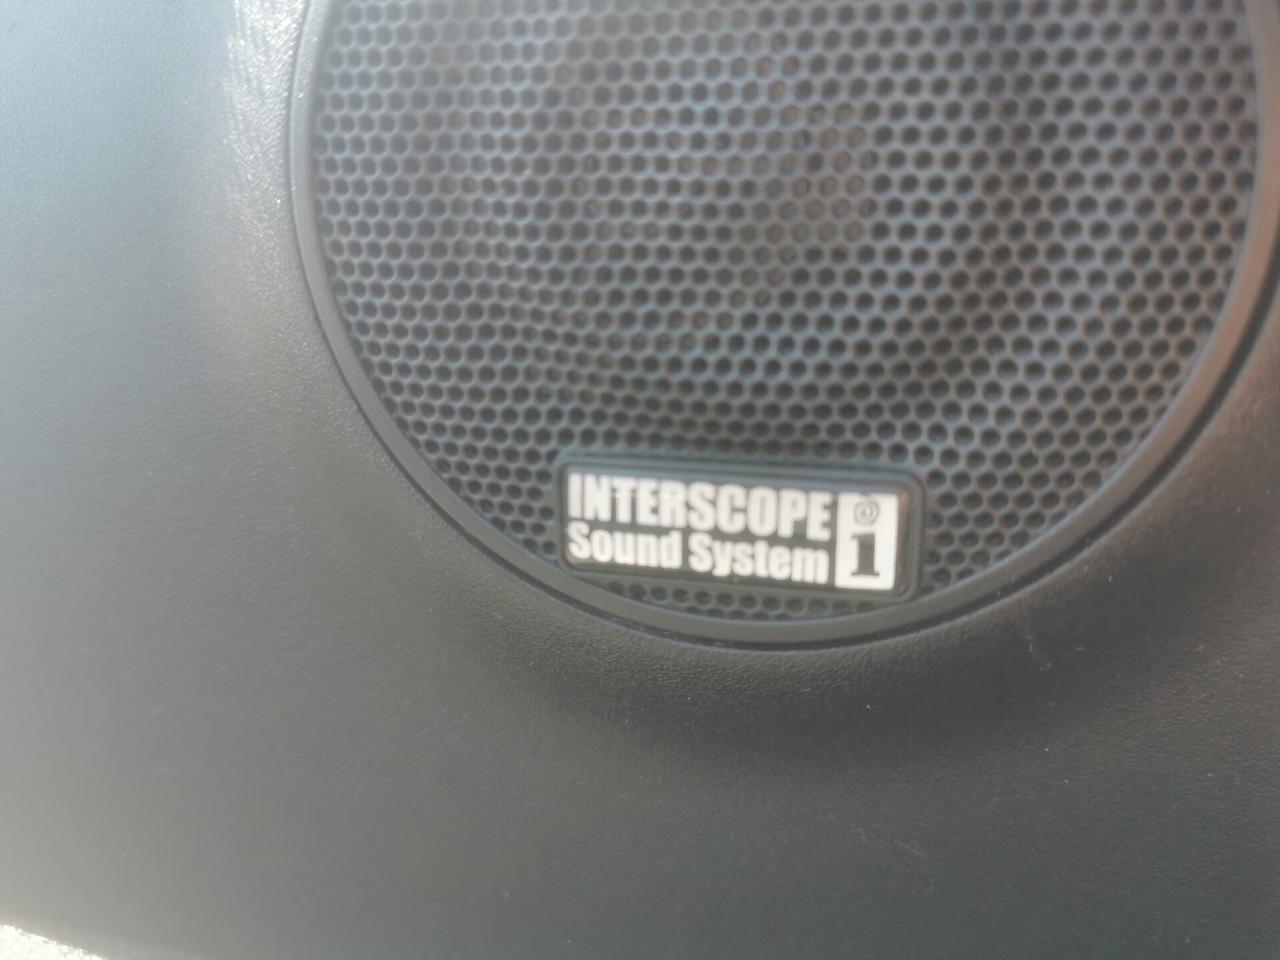 INTERSCOPE
Sound System
i